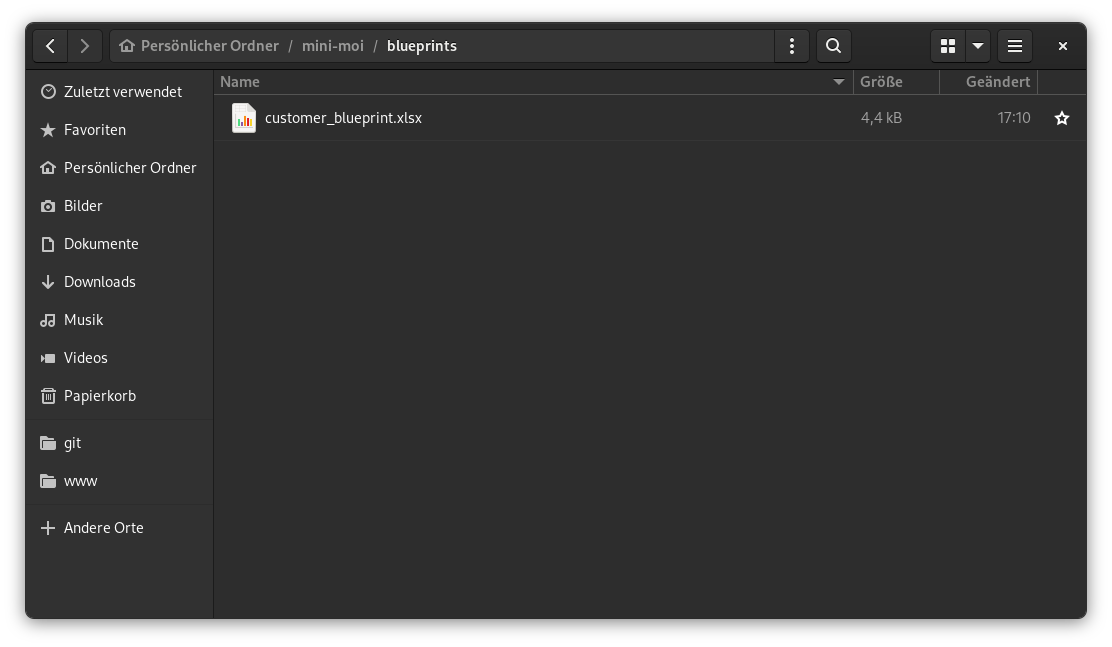 Persönlicher Ordner / mini-moi / blueprints
Name Größe Geändert
customer_blueprint.xlsx 4,4 kB 17:10
Zuletzt verwendet
Favoriten
Persönlicher Ordner
Bilder
Dokumente
Downloads
Musik
Videos
Papierkorb
git
www
Andere Orte